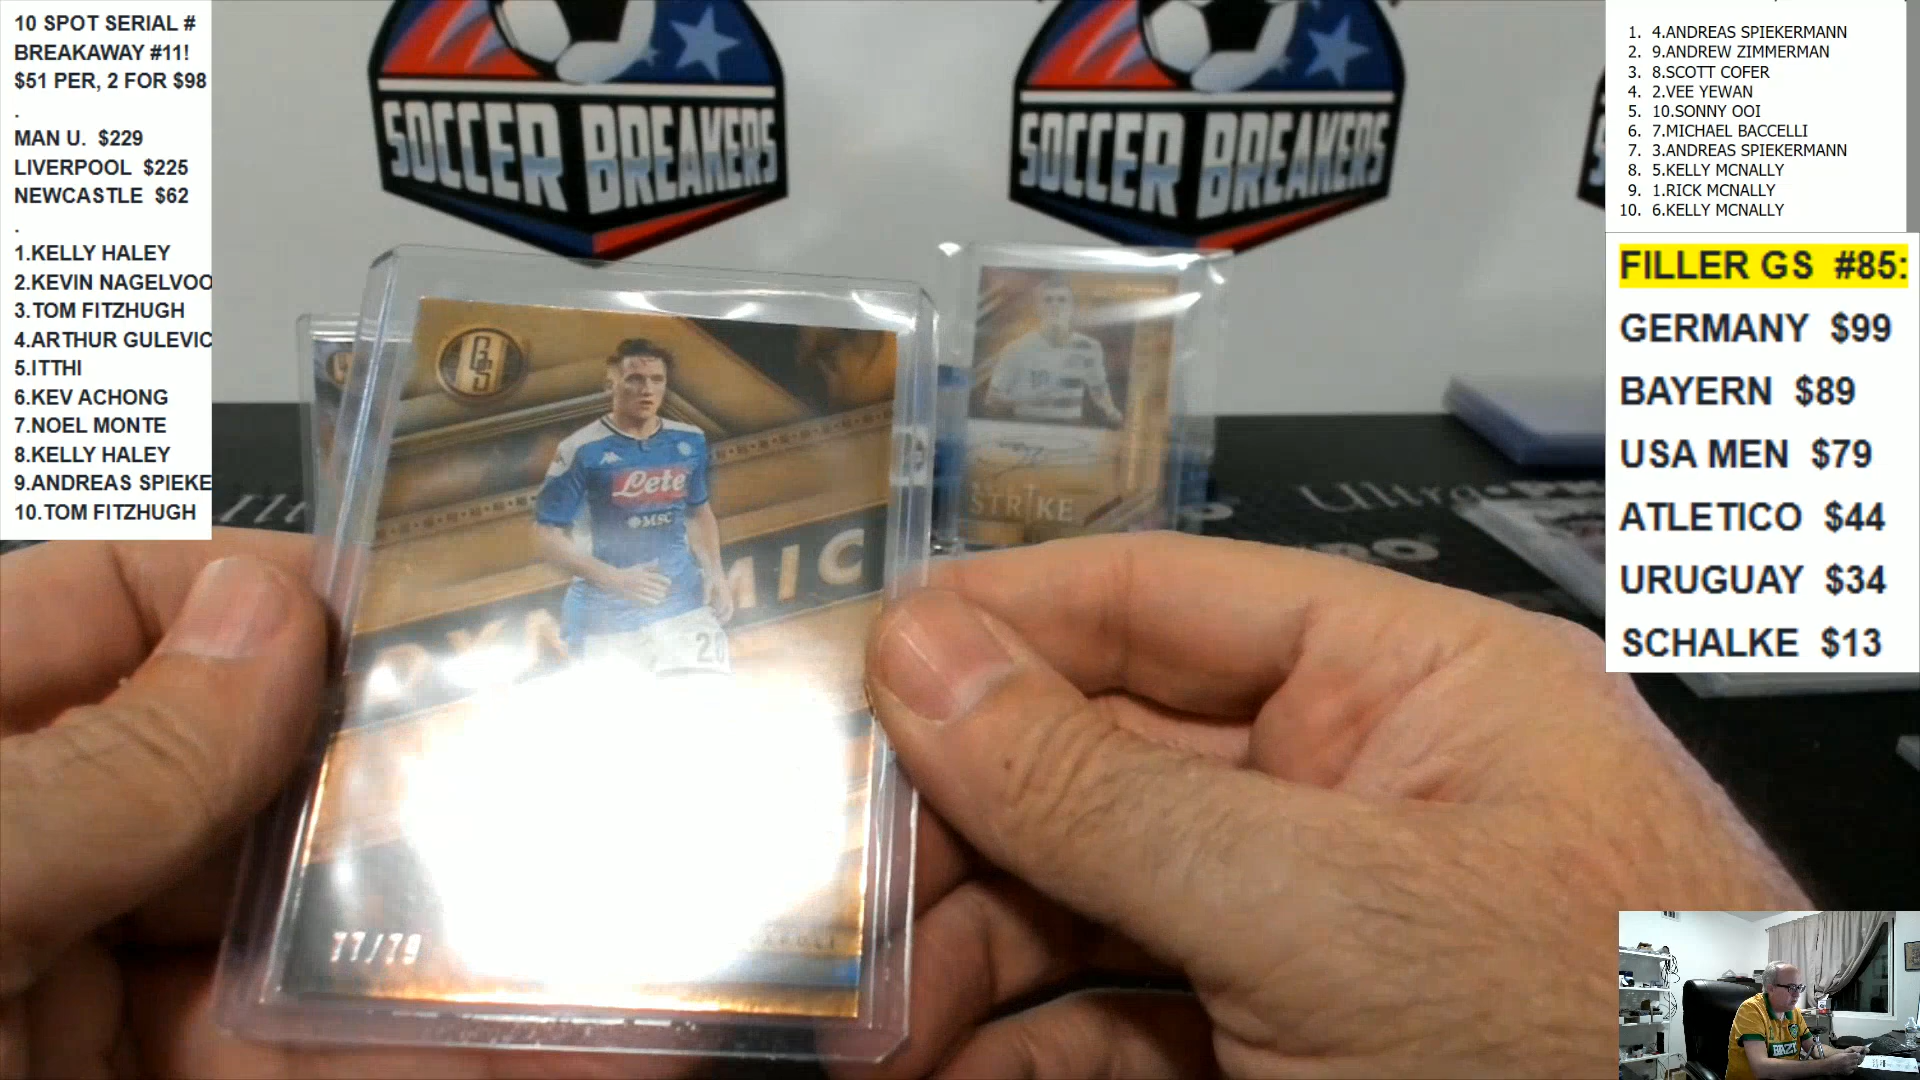 10 SPOT SERIAL #
BREAKAWAY #11!
$51 PER, 2 FOR $98
.
MAN U. $229
LIVERPOOL $225
NEWCASTLE $62
.
1.KELLY HALEY
2.KEVIN NAGELVOO
3.TOM FITZHUGH
4.ARTHUR GULEVIC
5.ITTHI
6.KEV ACHONG
7.NOEL MONTE
8.KELLY HALEY
9.ANDREAS SPIEKE
10.TOM FITZHUGH
SOCCER BREAKERS
SOCCER BREAKERS
1. 4.ANDREAS SPIEKERMANN
2. 9.ANDREW ZIMMERMAN
3. 8.SCOTT COFER
4. 2.VEE YEWAN
5. 10.SONNY OOI
6. 7.MICHAEL BACCELLI
7. 3.ANDREAS SPIEKERMANN
8. 5.KELLY MCNALLY
9. 1.RICK MCNALLY
10. 6.KELLY MCNALLY
FILLER GS #85:
GERMANY $99
BAYERN $89
USA MEN $79
ATLETICO $44
URUGUAY $34
SCHALKE $13
GS
Lete
MSC
DYNAMIC
20
77/79
STRIKE